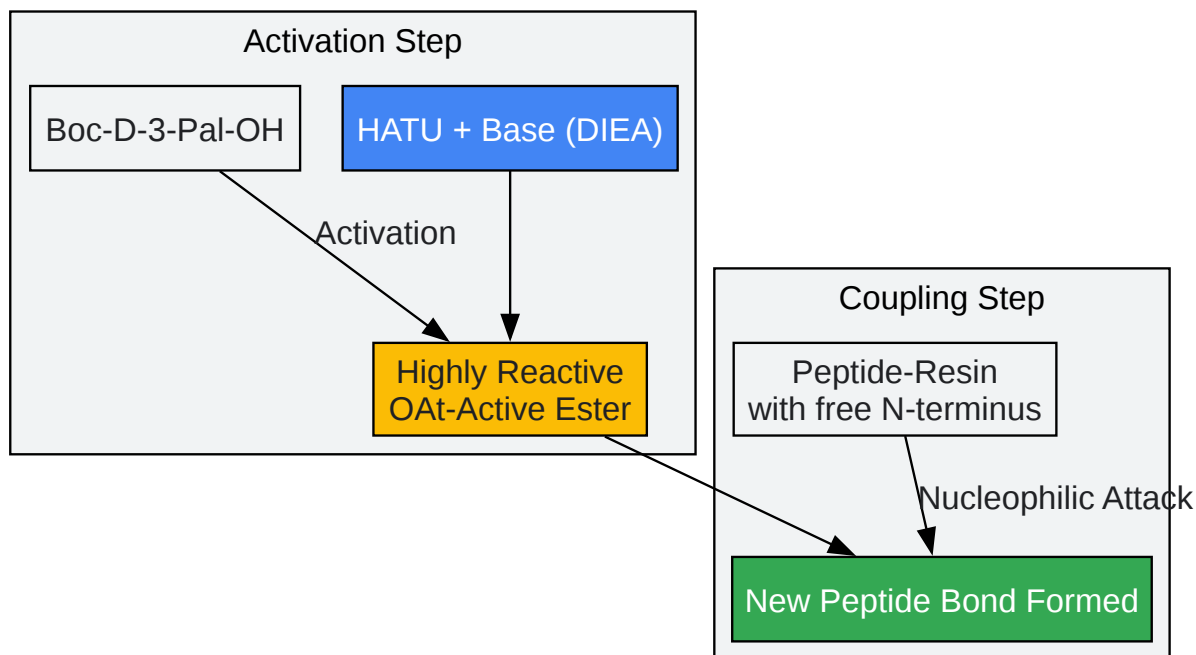 Activation Step
Boc-D-3-Pal-OH
HATU + Base (DIEA)
Activation
Highly Reactive
OAt-Active Ester
Coupling Step
Peptide-Resin
with free N-terminus
Nucleophilic Attack
New Peptide Bond Formed